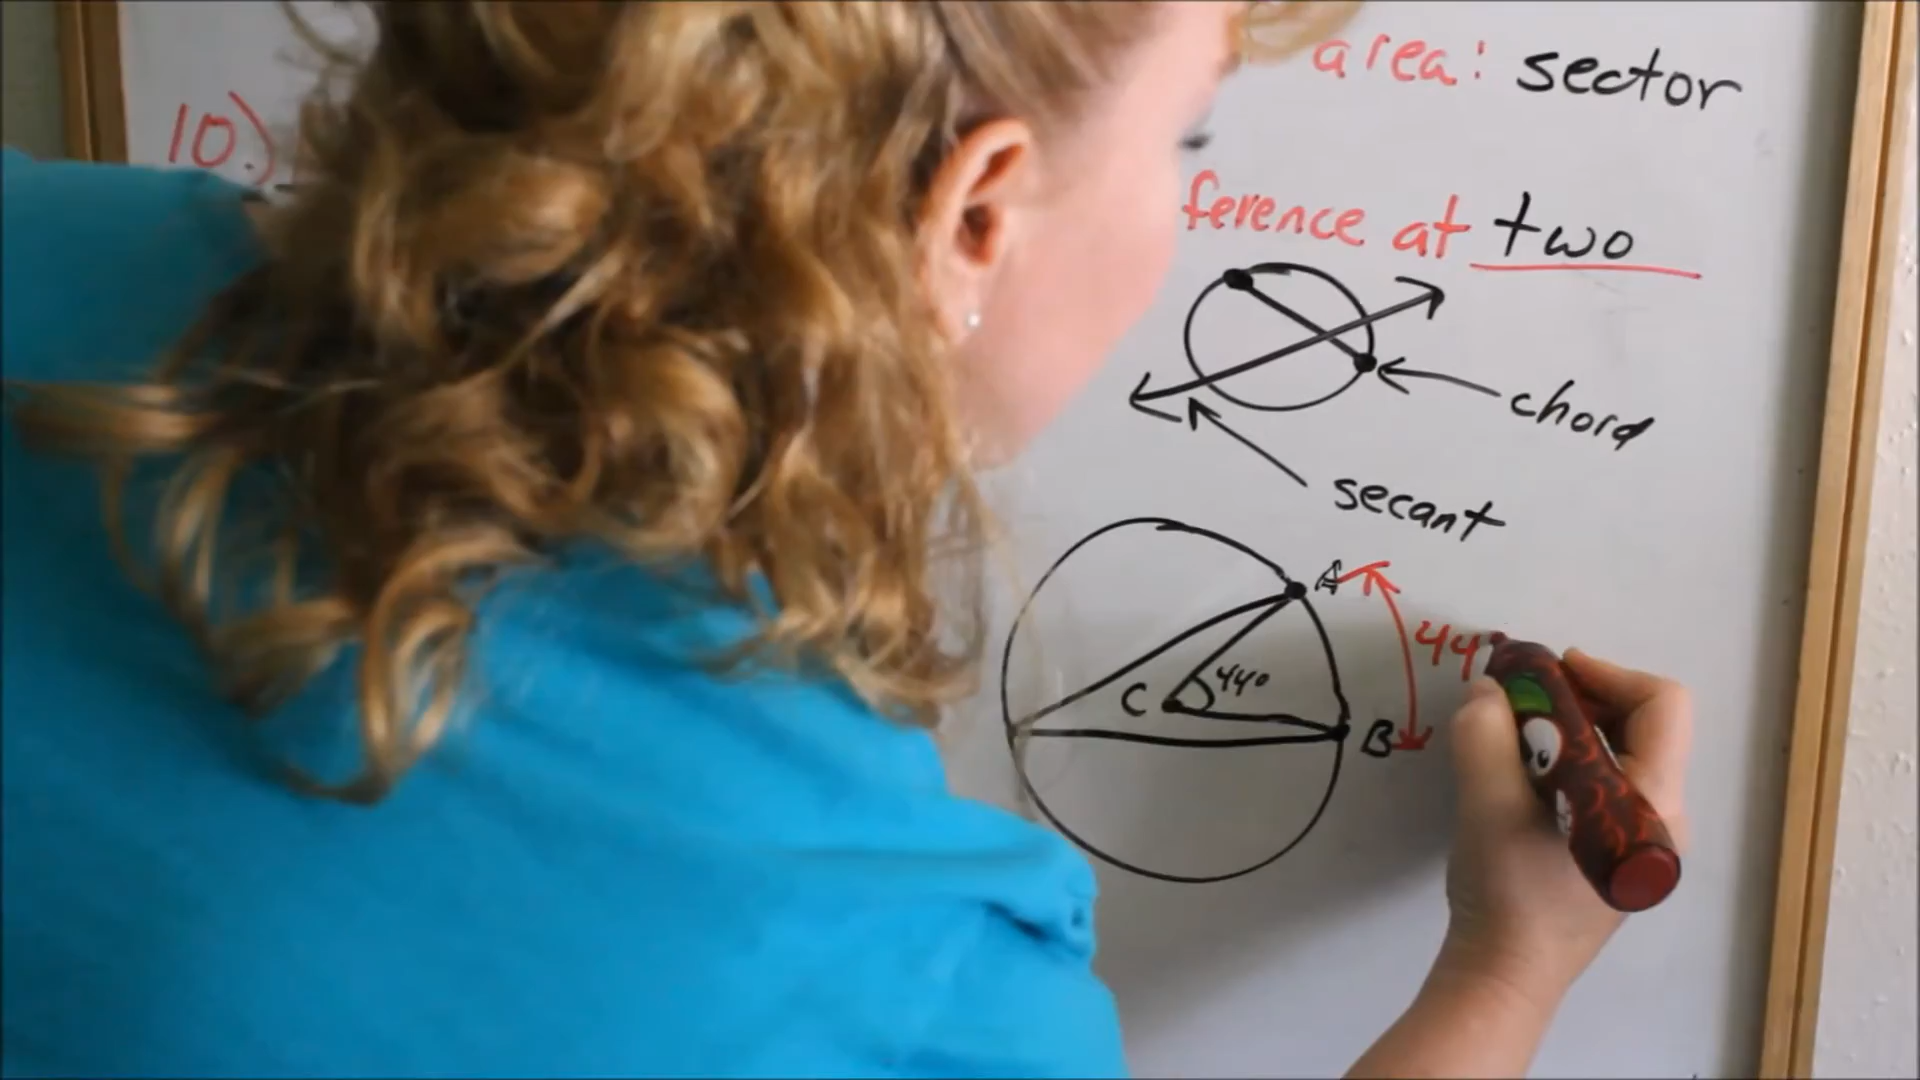 area: sector
10.)
ference at two
chord
secant
A
44°
C 44°
B